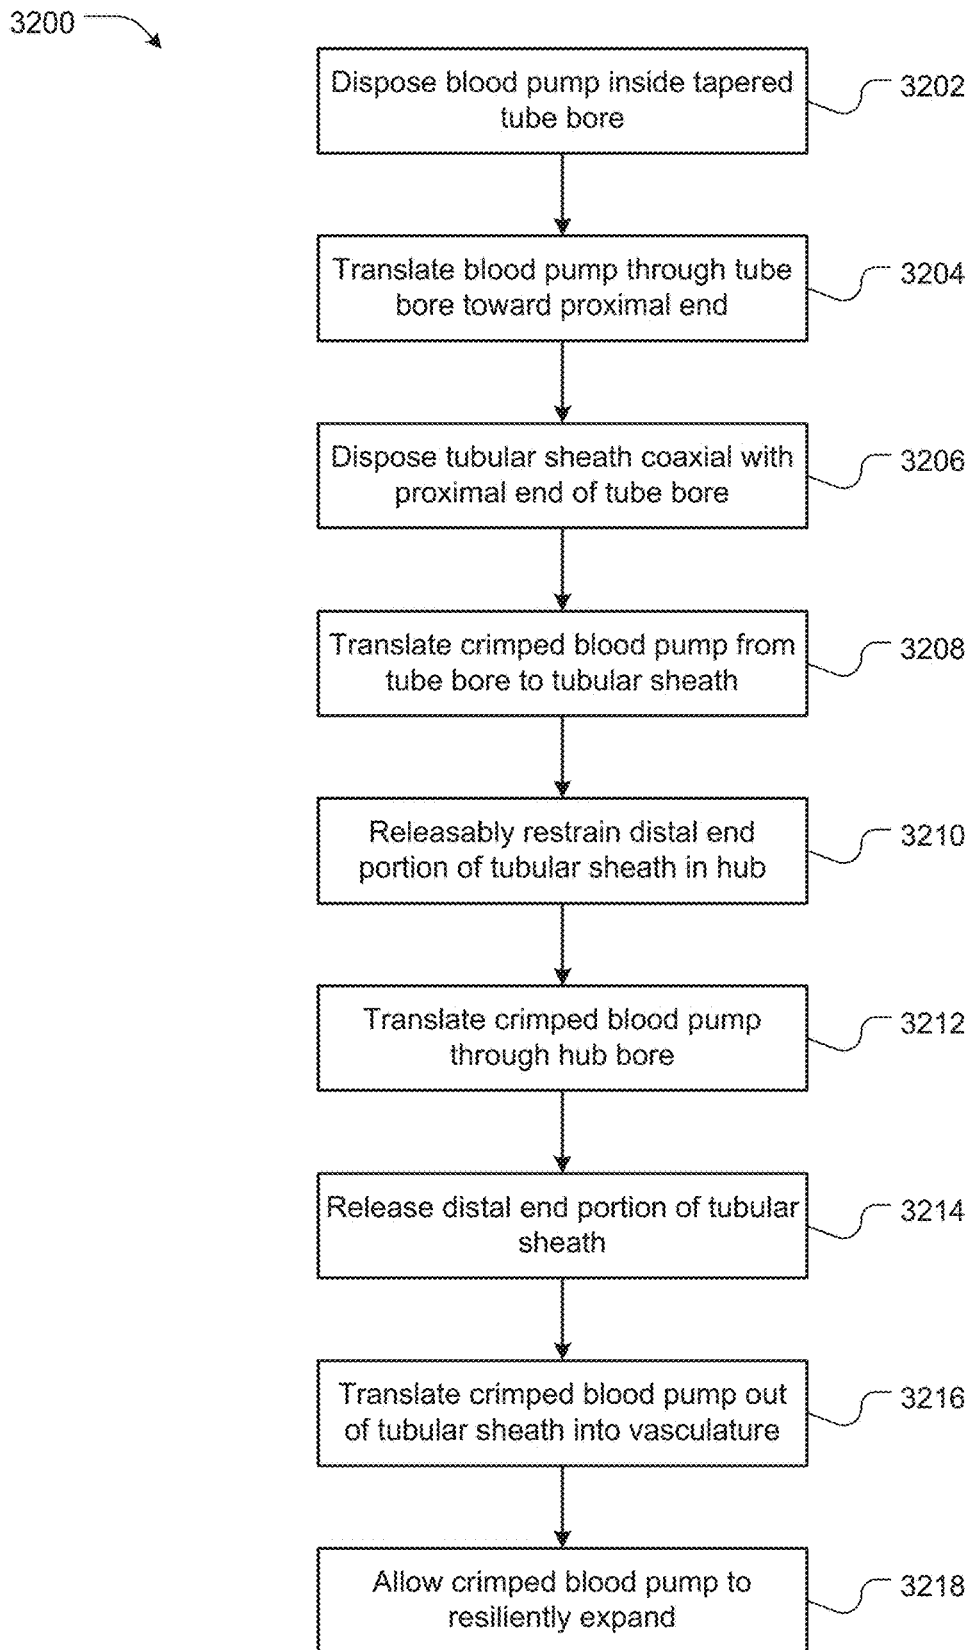 3200
Dispose blood pump inside tapered
tube bore
3202
Translate blood pump through tube
bore toward proximal end
3204
Dispose tubular sheath coaxial with
proximal end of tube bore
3206
Translate crimped blood pump from
tube bore to tubular sheath
3208
Releasably restrain distal end
portion of tubular sheath in hub
3210
Translate crimped blood pump
through hub bore
3212
Release distal end portion of tubular
sheath
3214
Translate crimped blood pump out
of tubular sheath into vasculature
3216
Allow crimped blood pump to
resiliently expand
3218